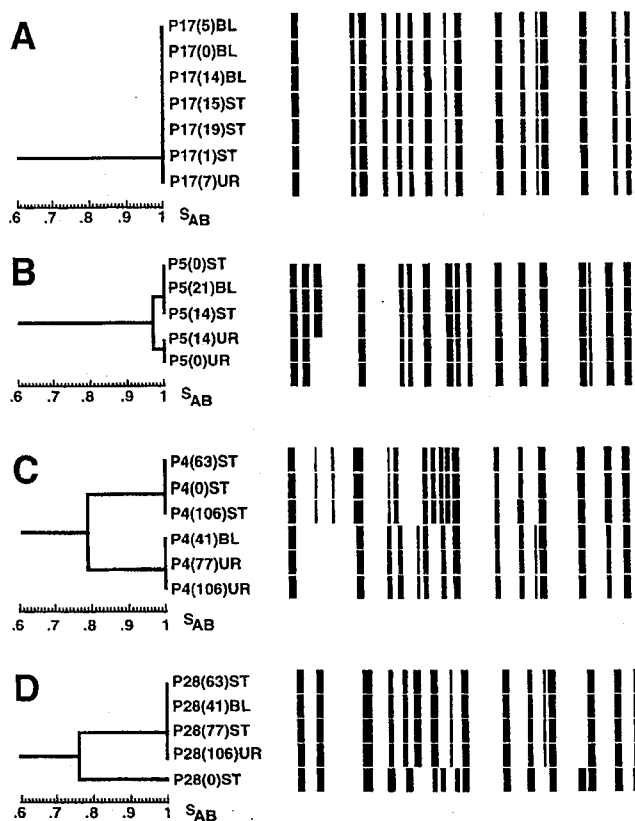 A
P17(5)BL
P17(0)BL
P17(14)BL
P17(15)ST
P17(19)ST
P17(1)ST
P17(7)UR
.6 .7 .8 .9 1 SAB
B
P5(0)ST
P5(21)BL
P5(14)ST
P5(14)UR
P5(0)UR
.6 .7 .8 .9 1 SAB
C
P4(63)ST
P4(0)ST
P4(106)ST
P4(41)BL
P4(77)UR
P4(106)UR
.6 .7 .8 .9 1 SAB
D
P28(63)ST
P28(41)BL
P28(77)ST
P28(106)UR
P28(0)ST
.6 .7 .8 .9 1 SAB